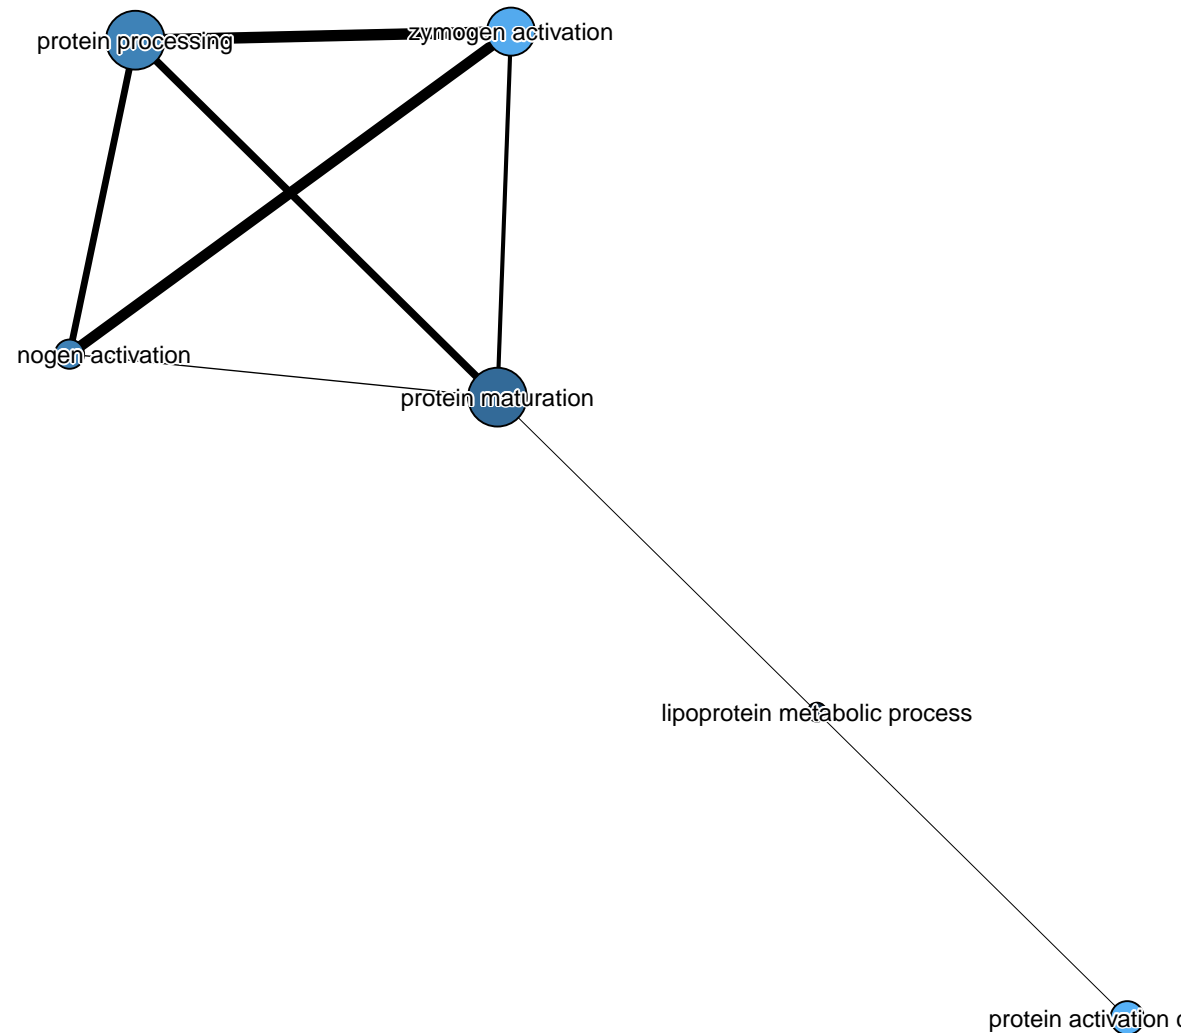 zymogen activation
protein processing
nogen activation
protein maturation
lipoprotein metabolic process
protein activation c